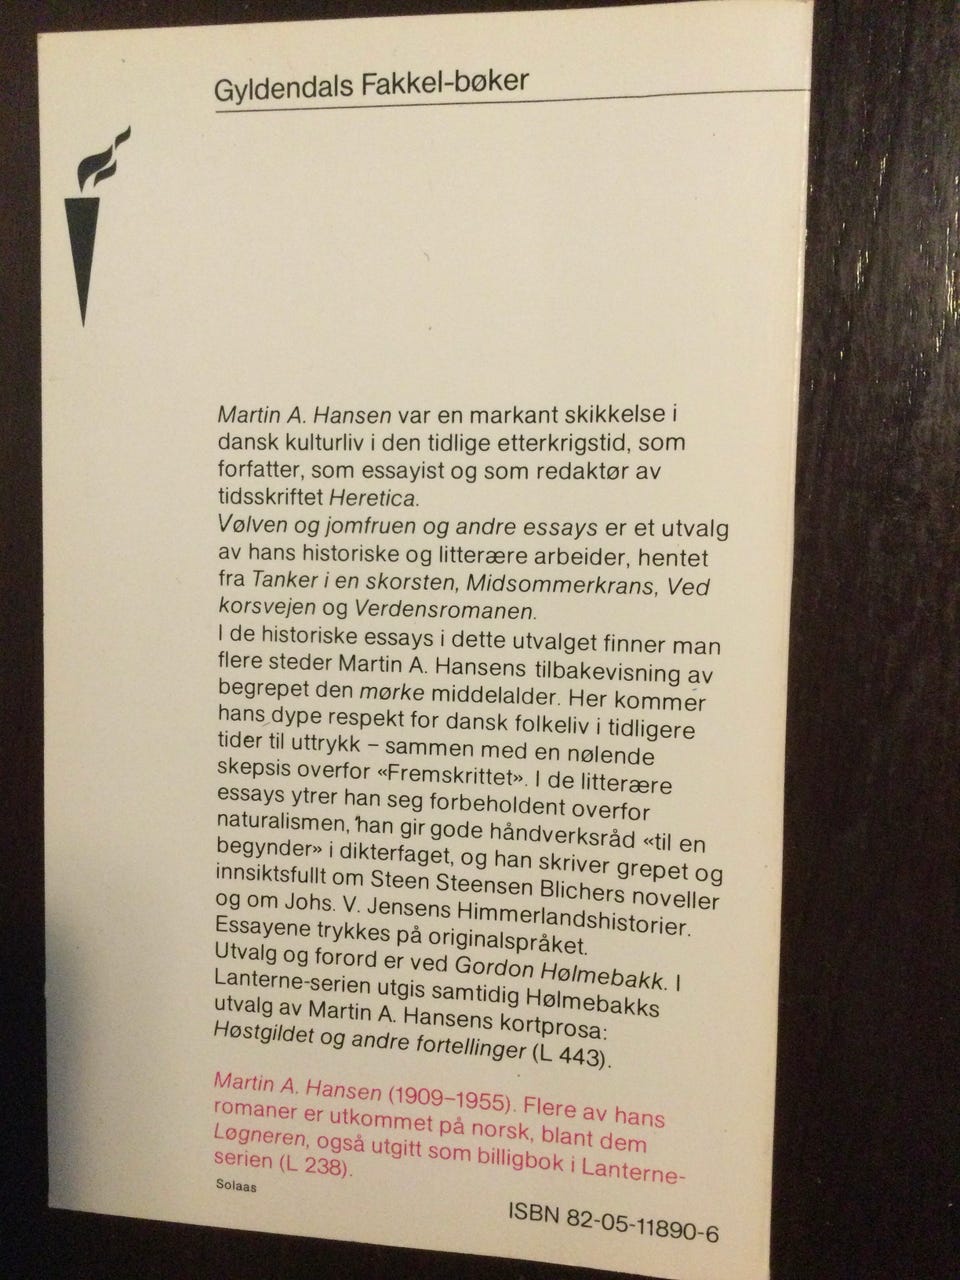 Gyldendals Fakkel-bøker
Martin A. Hansen var en markant skikkelse i
dansk kulturliv i den tidlige etterkrigstid, som
forfatter, som essayist og som redaktør av
tidsskriftet Heretica.
Vølven og jomfruen og andre essays er et utvalg
av hans historiske og litterære arbeider, hentet
fra Tanker i en skorsten, Midsommerkrans, Ved
korsvejen og Verdensromanen.
I de historiske essays i dette utvalget finner man
flere steder Martin A. Hansens tilbakevisning av
begrepet den mørke middelalder. Her kommer
hans dype respekt for dansk folkeliv i tidligere
tider til uttrykk – sammen med en nølende
skepsis overfor «Fremskrittet». I de litterære
essays ytrer han seg forbeholdent overfor
naturalismen, han gir gode håndverksråd «til en
begynder» i dikterfaget, og han skriver grepet og
innsiktsfullt om Steen Steensen Blichers noveller
og om Johs. V. Jensens Himmerlandshistorier.
Essayene trykkes på originalspråket.
Utvalg og forord er ved Gordon Hølmebakk. I
Lanterne-serien utgis samtidig Hølmebakks
utvalg av Martin A. Hansens kortprosa:
Høstgildet og andre fortellinger (L 443).
Martin A. Hansen (1909–1955). Flere av hans
romaner er utkommet på norsk, blant dem
Løgneren, også utgitt som billigbok i Lanterne-
serien (L 238).
Solaas
ISBN 82-05-11890-6